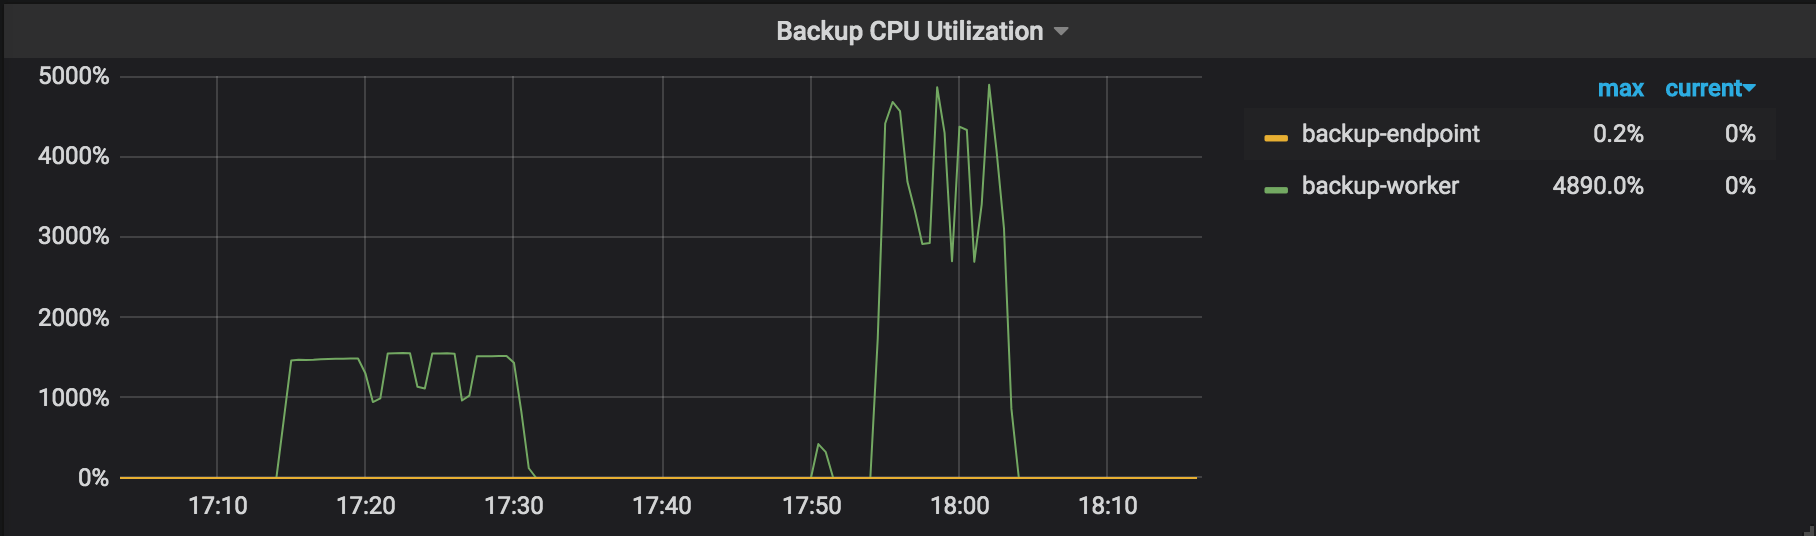 Backup CPU Utilization
5000%
4000%
3000%
2000%
1000%
0%
17:10 17:20 17:30 17:40 17:50 18:00 18:10
max current
backup-endpoint 0.2% 0%
backup-worker 4890.0% 0%